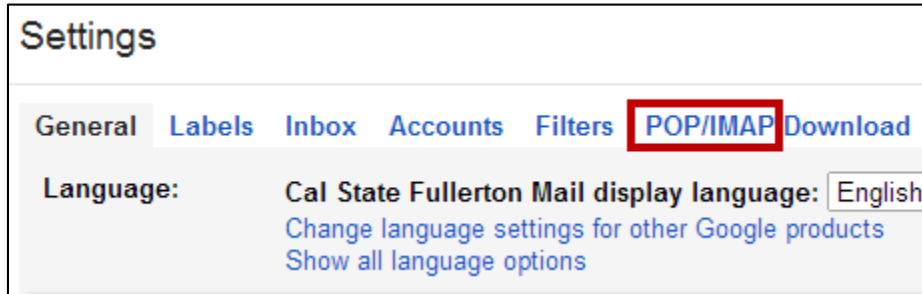 Settings
General Labels Inbox Accounts Filters POP/IMAP Download
Language: Cal State Fullerton Mail display language: English
Change language settings for other Google products
Show all language options